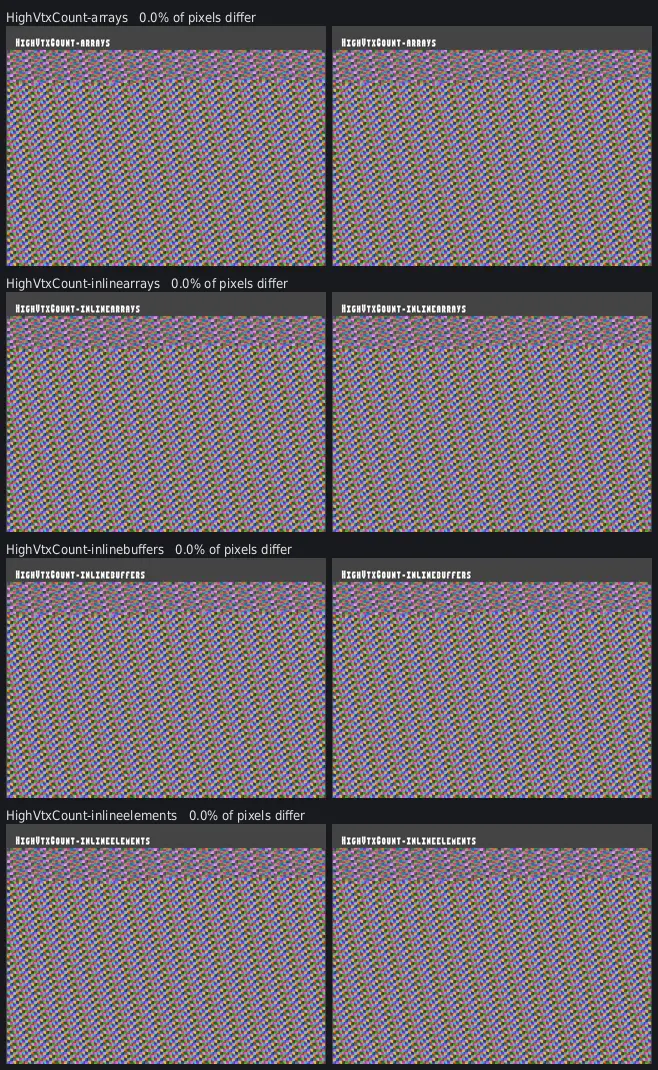 HighVtxCount-arrays 0.0% of pixels differ
HighVtxCount-arrays HighVtxCount-arrays
HighVtxCount-inlinearrays 0.0% of pixels differ
HighVtxCount-inlinearrays HighVtxCount-inlinearrays
HighVtxCount-inlinebuffers 0.0% of pixels differ
HighVtxCount-inlinebuffers HighVtxCount-inlinebuffers
HighVtxCount-inlineelements 0.0% of pixels differ
HighVtxCount-inlineelements HighVtxCount-inlineelements